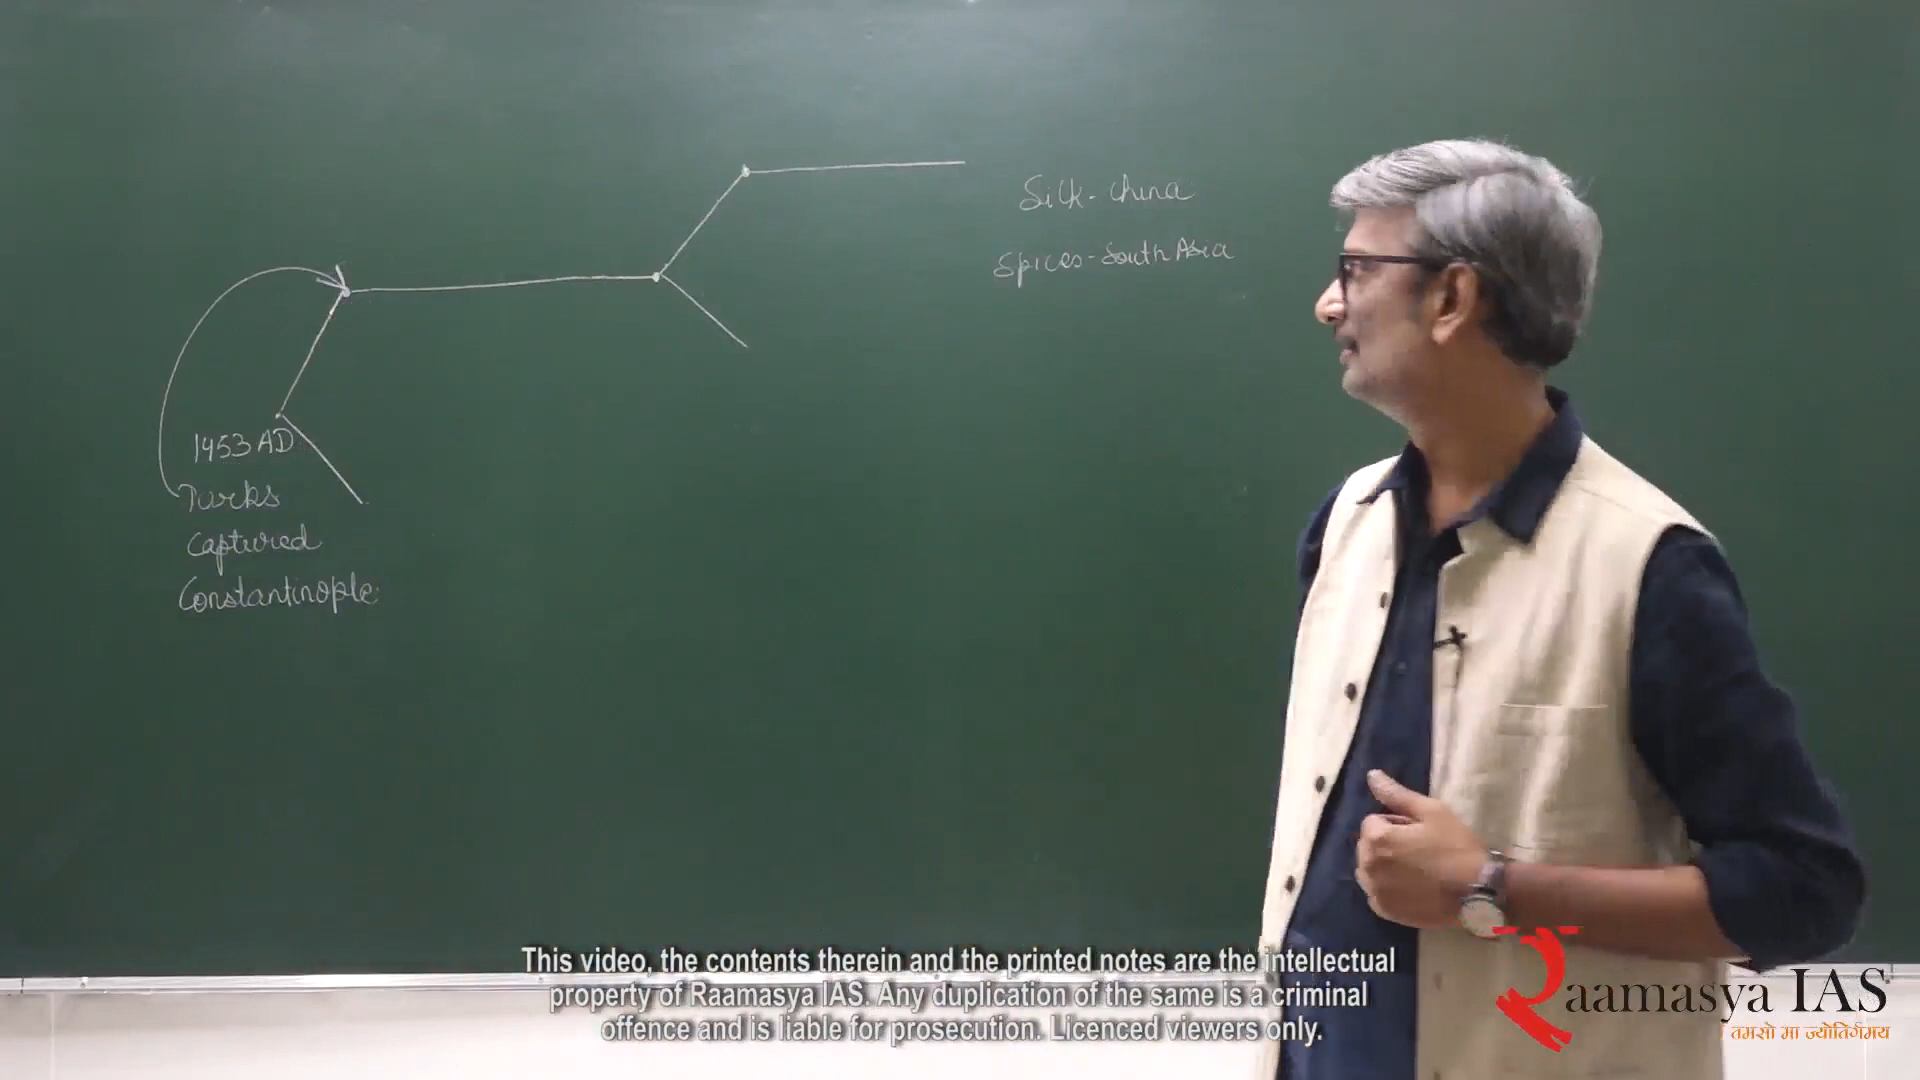 Silk - China
Spices - South Asia
1453 AD
Turks
Captured
Constantinople
This video, the contents therein and the printed notes are the intellectual
property of Raamasya IAS. Any duplication of the same is a criminal
offence and is liable for prosecution. Licenced viewers only.
Raamasya IAS
तमसो मा ज्योतिर्गमय